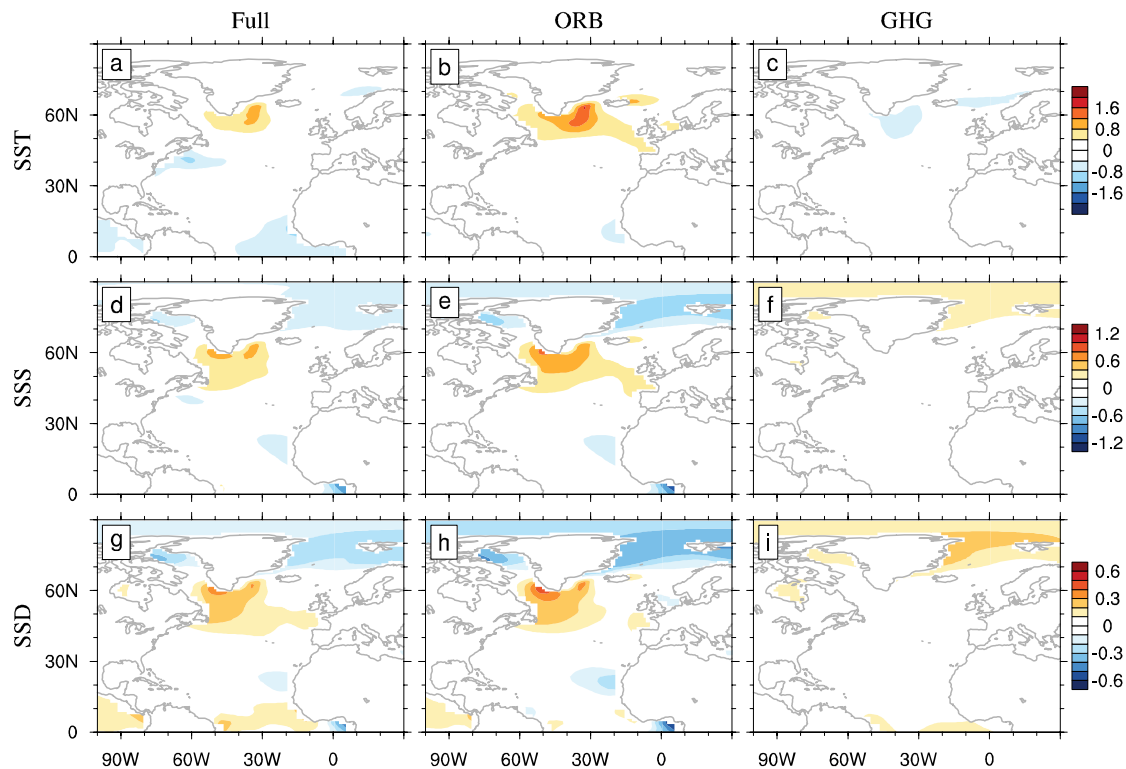 Full ORB GHG
SST
a b c
60N
30N
0
1.6
0.8
0
-0.8
-1.6
SSS
d e f
60N
30N
0
1.2
0.6
0
-0.6
-1.2
SSD
g h i
60N
30N
0
0.6
0.3
0
-0.3
-0.6
90W 60W 30W 0 90W 60W 30W 0 90W 60W 30W 0